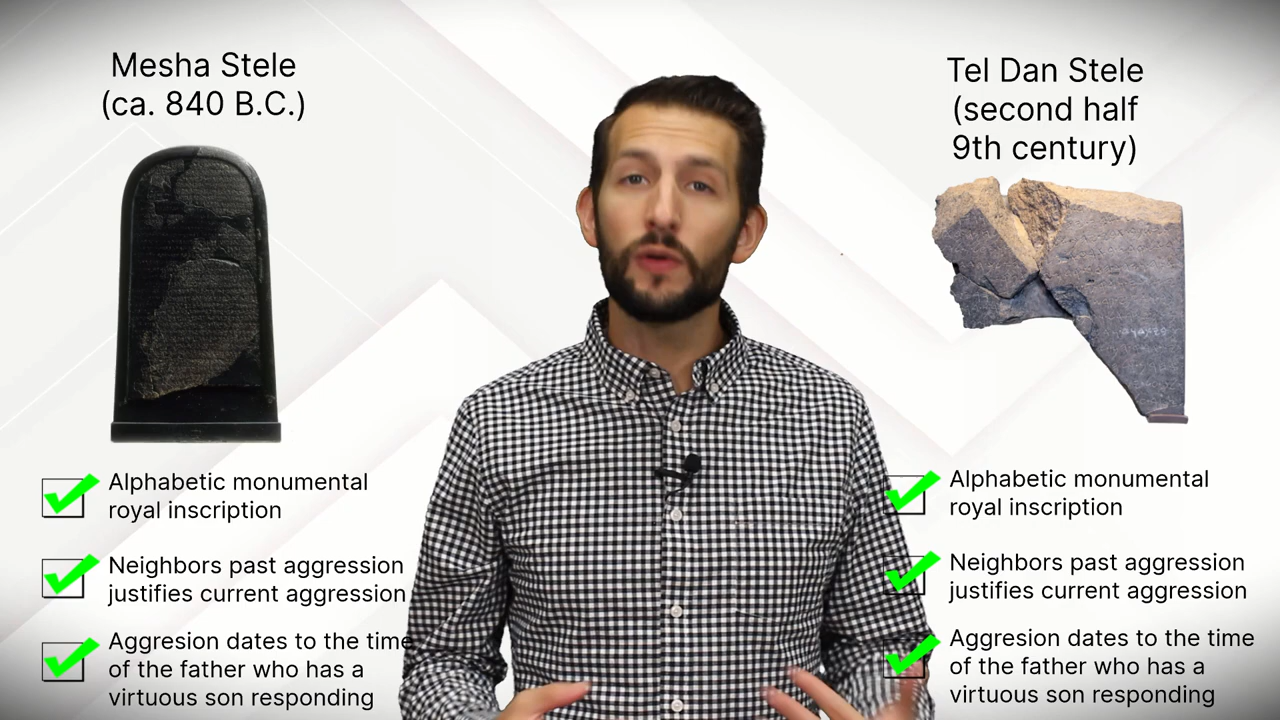 Mesha Stele
(ca. 840 B.C.)
Alphabetic monumental
royal inscription
Neighbors past aggression
justifies current aggression
Aggresion dates to the time
of the father who has a
virtuous son responding
Tel Dan Stele
(second half
9th century)
Alphabetic monumental
royal inscription
Neighbors past aggression
justifies current aggression
Aggresion dates to the time
of the father who has a
virtuous son responding